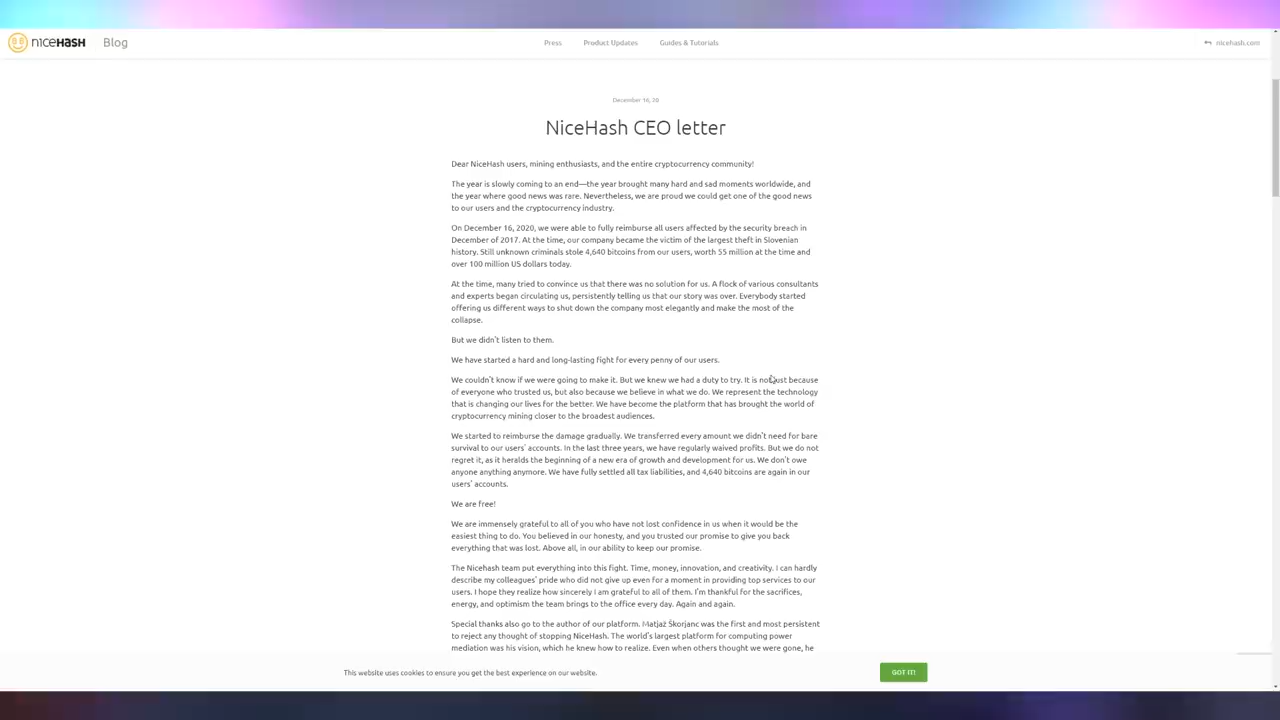 niceHASH Blog Press Product Updates Guides & Tutorials nicehash.com
December 16, 20
NiceHash CEO letter
Dear NiceHash users, mining enthusiasts, and the entire cryptocurrency community!
The year is slowly coming to an end—the year brought many hard and sad moments worldwide, and
the year where good news was rare. Nevertheless, we are proud we could get one of the good news
to our users and the cryptocurrency industry.
On December 16, 2020, we were able to fully reimburse all users affected by the security breach in
December of 2017. At the time, our company became the victim of the largest theft in Slovenian
history. Still unknown criminals stole 4,640 bitcoins from our users, worth 55 million at the time and
over 100 million US dollars today.
At the time, many tried to convince us that there was no solution for us. A flock of various consultants
and experts began circulating us, persistently telling us that our story was over. Everybody started
offering us different ways to shut down the company most elegantly and make the most of the
collapse.
But we didn't listen to them.
We have started a hard and long-lasting fight for every penny of our users.
We couldn't know if we were going to make it. But we knew we had a duty to try. It is not just because
of everyone who trusted us, but also because we believe in what we do. We represent the technology
that is changing our lives for the better. We have become the platform that has brought the world of
cryptocurrency mining closer to the broadest audiences.
We started to reimburse the damage gradually. We transferred every amount we didn't need for bare
survival to our users' accounts. In the last three years, we have regularly waived profits. But we do not
regret it, as it heralds the beginning of a new era of growth and development for us. We don't owe
anyone anything anymore. We have fully settled all tax liabilities, and 4,640 bitcoins are again in our
users' accounts.
We are free!
We are immensely grateful to all of you who have not lost confidence in us when it would be the
easiest thing to do. You believed in our honesty, and you trusted our promise to give you back
everything that was lost. Above all, in our ability to keep our promise.
The Nicehash team put everything into this fight. Time, money, innovation, and creativity. I can hardly
describe my colleagues' pride who did not give up even for a moment in providing top services to our
users. I hope they realize how sincerely I am grateful to all of them. I'm thankful for the sacrifices,
energy, and optimism the team brings to the office every day. Again and again.
Special thanks also go to the author of our platform. Matjaž Škorjanc was the first and most persistent
to reject any thought of stopping NiceHash. The world's largest platform for computing power
mediation was his vision, which he knew how to realize. Even when others thought we were gone, he
This website uses cookies to ensure you get the best experience on our website. GOT IT!